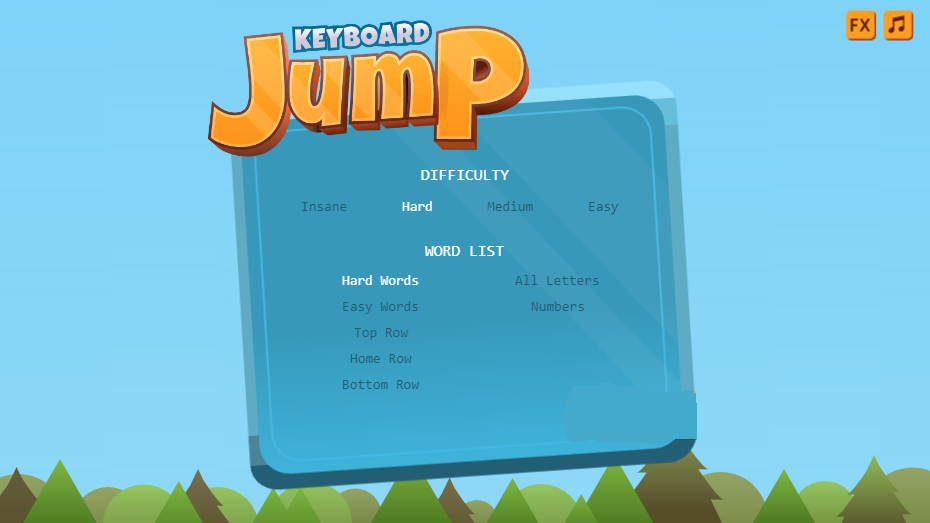 KEYBOARD
Jump
FX
DIFFICULTY
Insane Hard Medium Easy
WORD LIST
Hard Words All Letters
Easy Words Numbers
Top Row
Home Row
Bottom Row